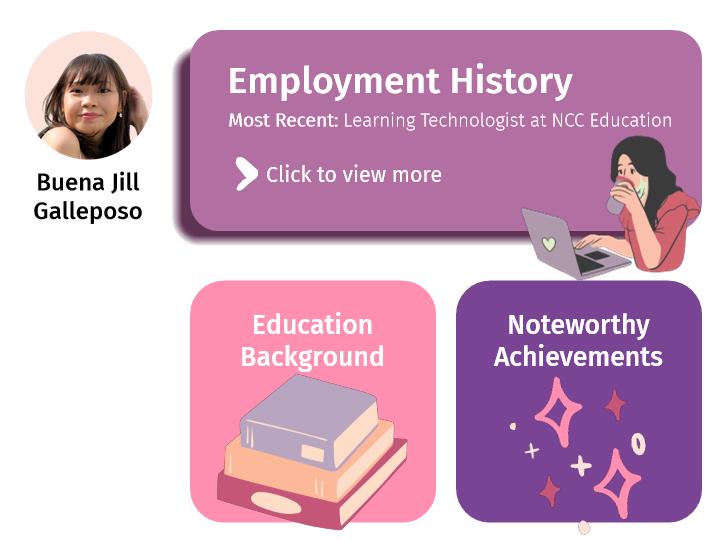 Buena Jill
Galleposo
Employment History
Most Recent: Learning Technologist at NCC Education
Click to view more
Education
Background
Noteworthy
Achievements